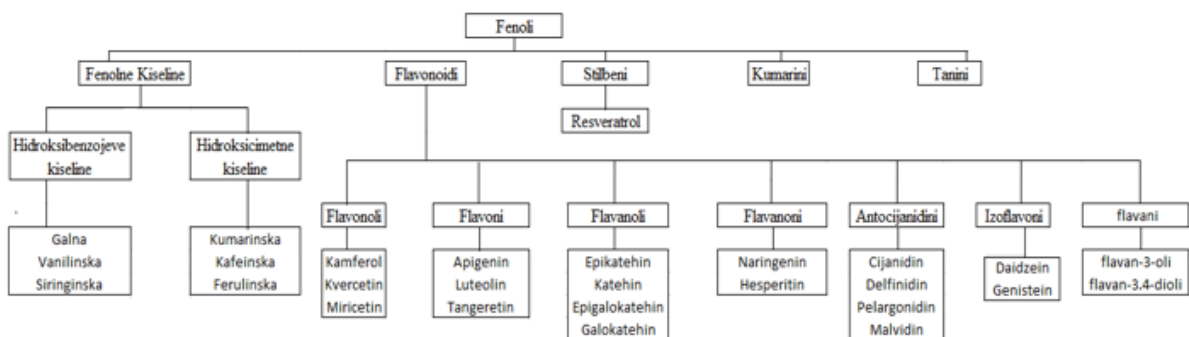 Fenoli
Fenolne Kiseline
Flavonoidi
Stilbeni
Kumarini
Tanini
Resveratrol
Hidroksibenzojeve
kiseline
Hidroksicimetne
kiseline
Galna
Vanilinska
Siringinska
Kumarinska
Kafeinska
Ferulinska
Flavonoli
Kamferol
Kvercetin
Miricetin
Flavoni
Apigenin
Luteolin
Tangeretin
Flavanoli
Epikatehin
Katehin
Epigalokatehin
Galokatehin
Flavanoni
Naringenin
Hesperitin
Antocijanidini
Cijanidin
Delfinidin
Pelargonidin
Malvidin
Izoflavoni
Daidzein
Genistein
flavani
flavan-3-oli
flavan-3.4-dioli